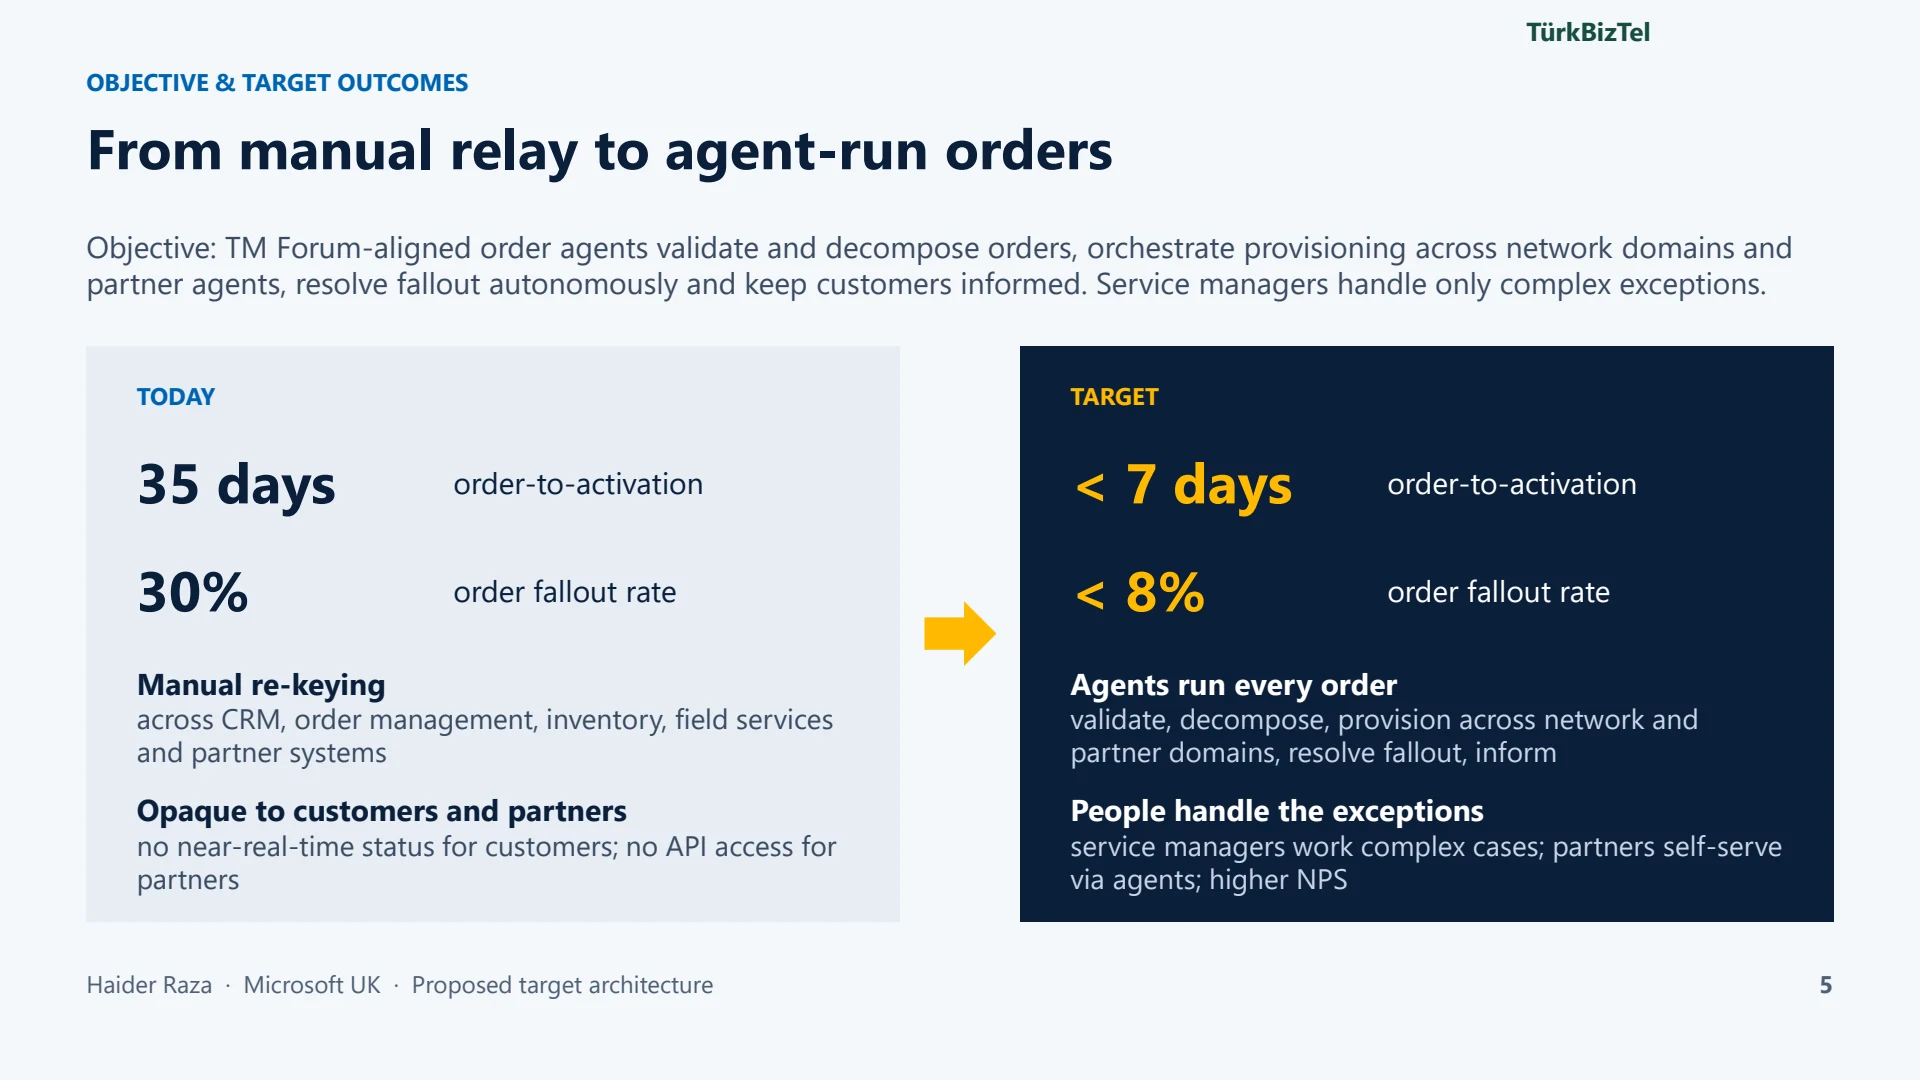 TürkBizTel
OBJECTIVE & TARGET OUTCOMES
From manual relay to agent-run orders
Objective: TM Forum-aligned order agents validate and decompose orders, orchestrate provisioning across network domains and
partner agents, resolve fallout autonomously and keep customers informed. Service managers handle only complex exceptions.
TODAY
35 days order-to-activation
30% order fallout rate
Manual re-keying
across CRM, order management, inventory, field services
and partner systems
Opaque to customers and partners
no near-real-time status for customers; no API access for
partners
TARGET
< 7 days order-to-activation
< 8% order fallout rate
Agents run every order
validate, decompose, provision across network and
partner domains, resolve fallout, inform
People handle the exceptions
service managers work complex cases; partners self-serve
via agents; higher NPS
Haider Raza · Microsoft UK · Proposed target architecture
5